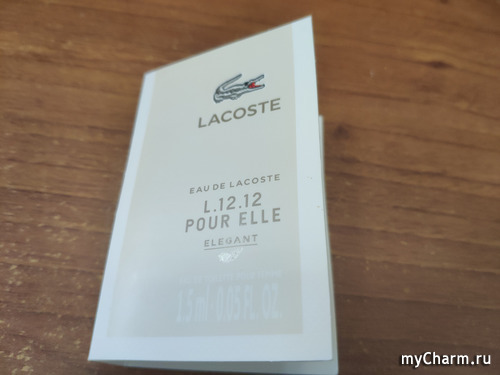 LACOSTE
EAU DE LACOSTE
L.12.12
POUR ELLE
ELEGANT
1.5 ml 0.05 FL. OZ.
myCharm.ru